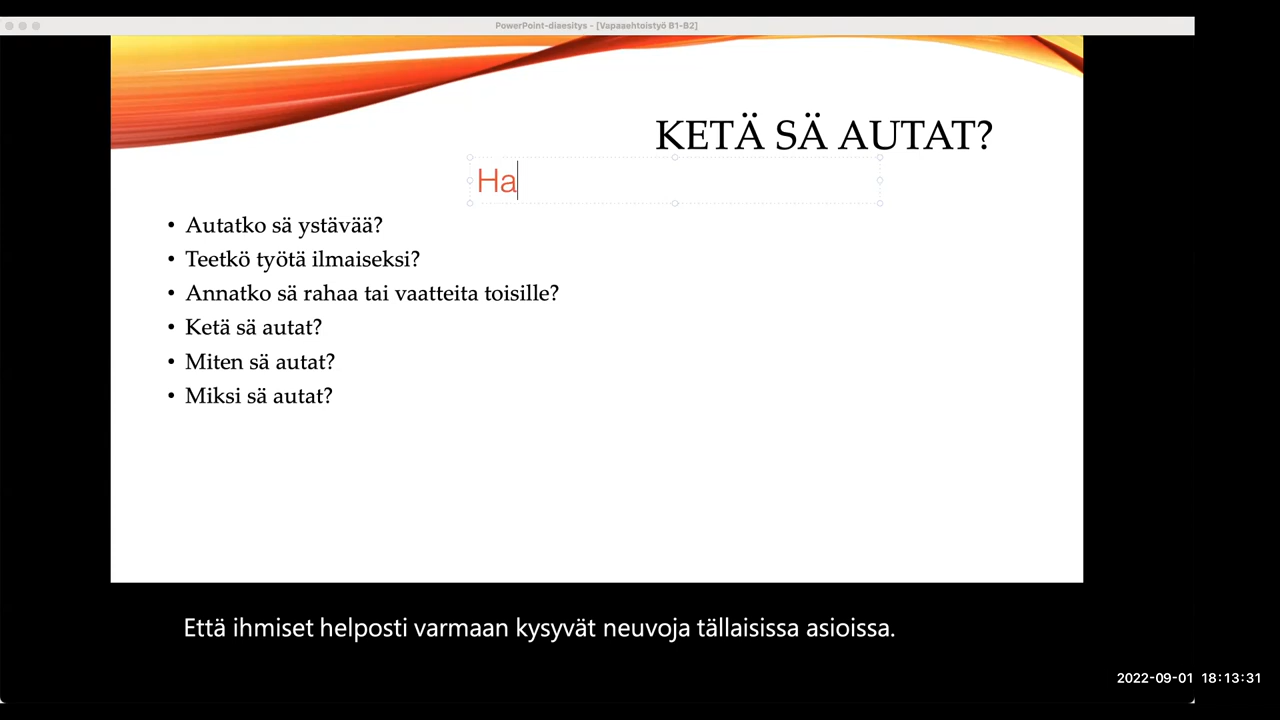 PowerPoint-diaesitys - [Vapaaehtoistyö B1-B2]
KETÄ SÄ AUTAT?
Ha
• Autatko sä ystävää?
• Teetkö työtä ilmaiseksi?
• Annatko sä rahaa tai vaatteita toisille?
• Ketä sä autat?
• Miten sä autat?
• Miksi sä autat?
Että ihmiset helposti varmaan kysyvät neuvoja tällaisissa asioissa.
2022-09-01 18:13:31